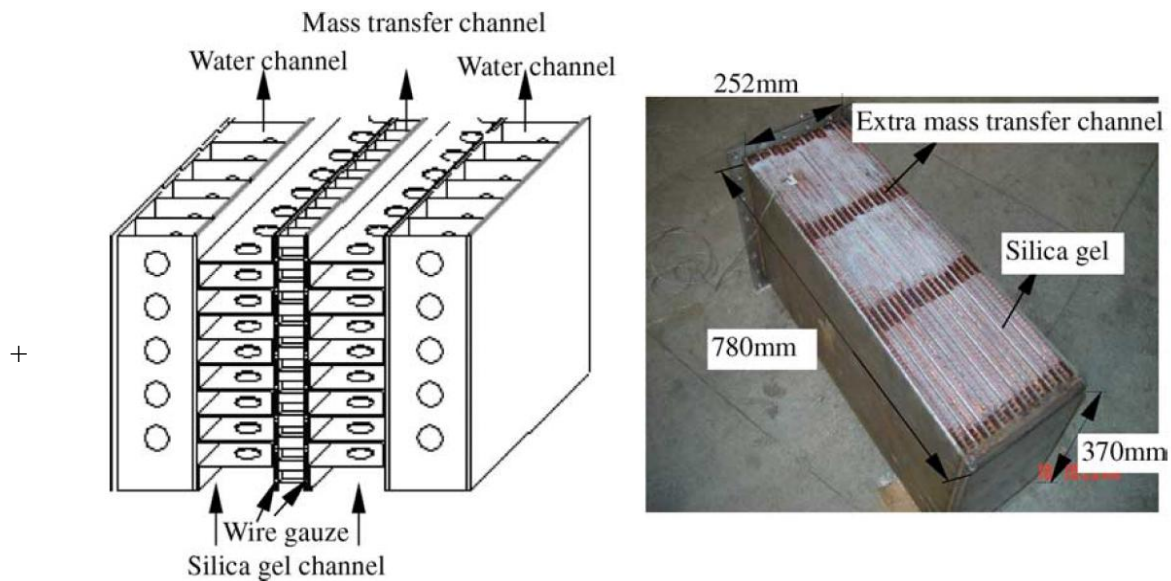 Mass transfer channel
Water channel
Water channel
Wire gauze
Silica gel channel
+
252mm
Extra mass transfer channel
Silica gel
780mm
370mm